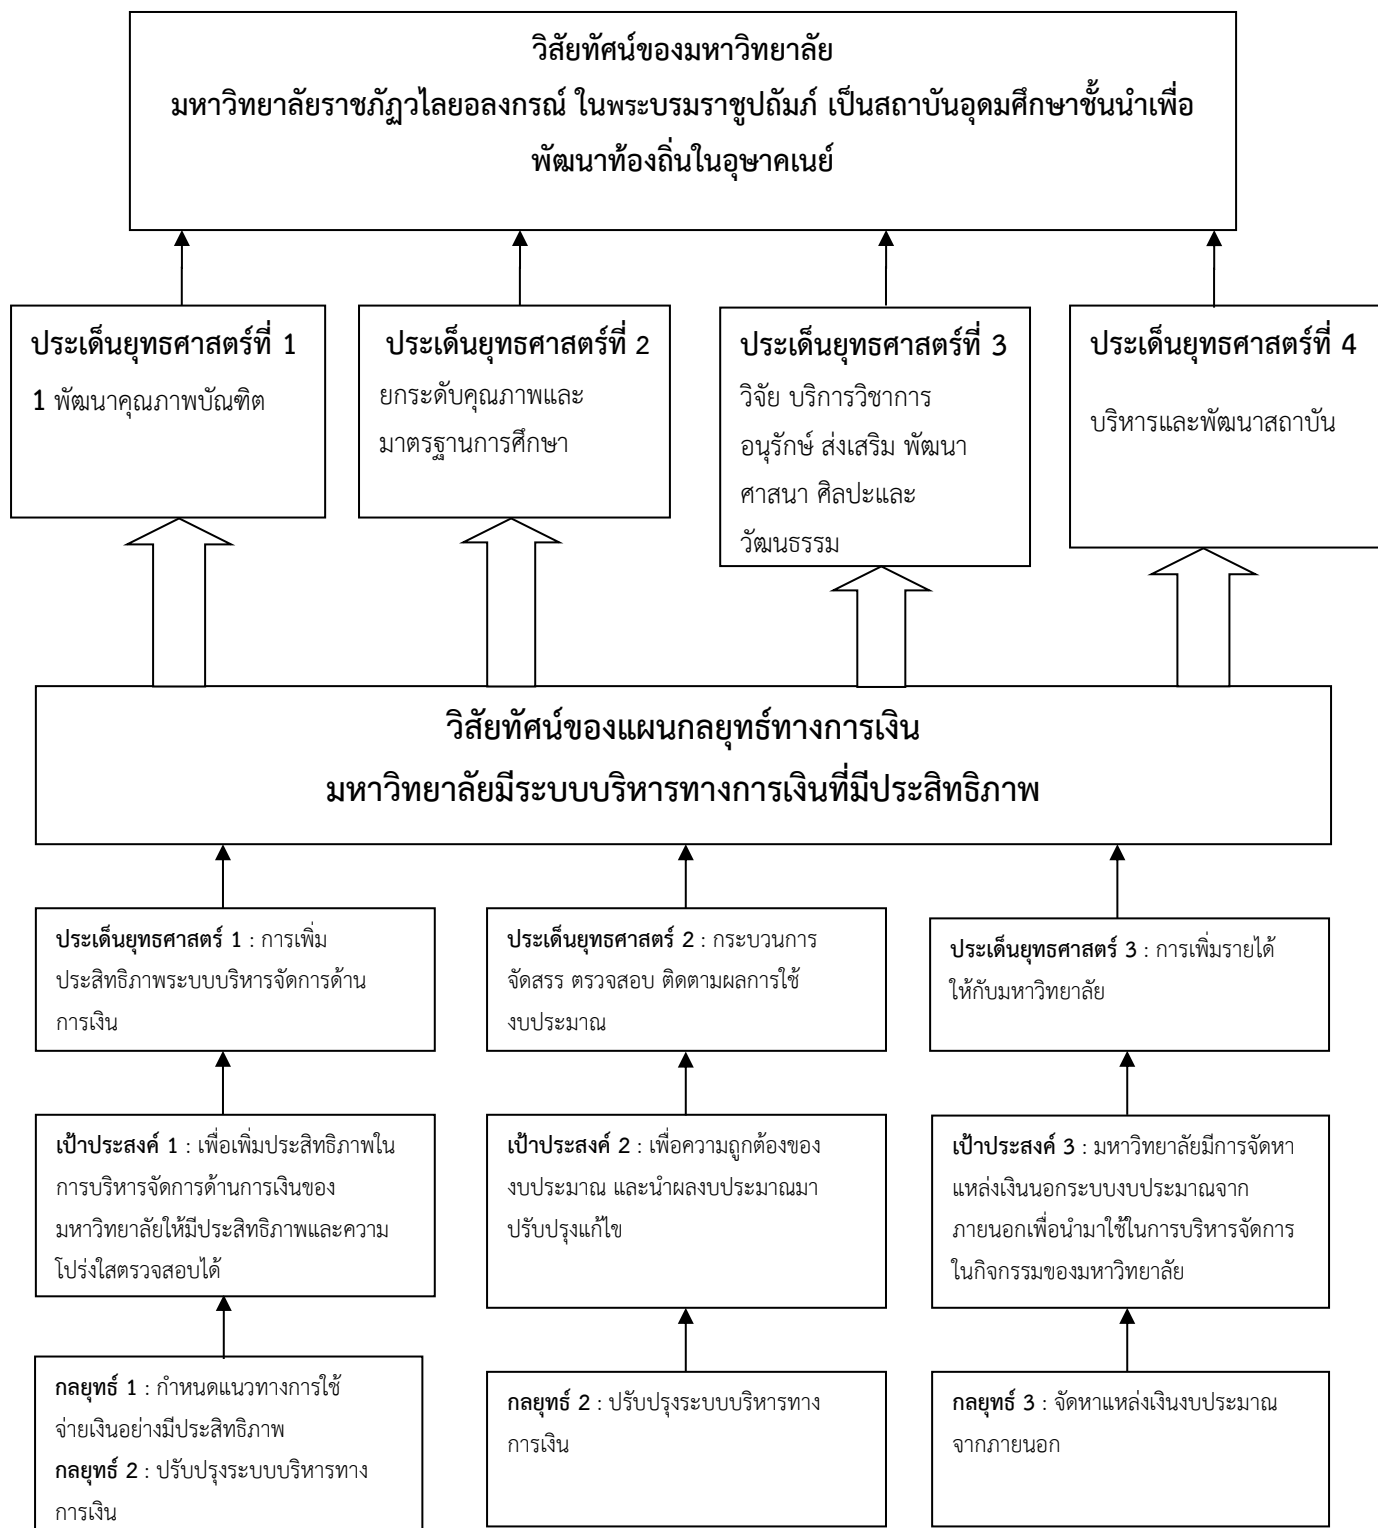 วิสัยทัศน์ของมหาวิทยาลัย
มหาวิทยาลัยราชภัฏวไลยอลงกรณ์ ในพระบรมราชูปถัมภ์ เป็นสถาบันอุดมศึกษาชั้นนำเพื่อ
พัฒนาท้องถิ่นในอุษาคเนย์
ประเด็นยุทธศาสตร์ที่ 1
1 พัฒนาคุณภาพบัณฑิต
ประเด็นยุทธศาสตร์ที่ 2
ยกระดับคุณภาพและ
มาตรฐานการศึกษา
ประเด็นยุทธศาสตร์ที่ 3
วิจัย บริการวิชาการ
อนุรักษ์ ส่งเสริม พัฒนา
ศาสนา ศิลปะและ
วัฒนธรรม
ประเด็นยุทธศาสตร์ที่ 4
บริหารและพัฒนาสถาบัน
วิสัยทัศน์ของแผนกลยุทธ์ทางการเงิน
มหาวิทยาลัยมีระบบบริหารทางการเงินที่มีประสิทธิภาพ
ประเด็นยุทธศาสตร์ 1 : การเพิ่ม
ประสิทธิภาพระบบบริหารจัดการด้าน
การเงิน
ประเด็นยุทธศาสตร์ 2 : กระบวนการ
จัดสรร ตรวจสอบ ติดตามผลการใช้
งบประมาณ
ประเด็นยุทธศาสตร์ 3 : การเพิ่มรายได้
ให้กับมหาวิทยาลัย
เป้าประสงค์ 1 : เพื่อเพิ่มประสิทธิภาพใน
การบริหารจัดการด้านการเงินของ
มหาวิทยาลัยให้มีประสิทธิภาพและความ
โปร่งใสตรวจสอบได้
เป้าประสงค์ 2 : เพื่อความถูกต้องของ
งบประมาณ และนำผลงบประมาณมา
ปรับปรุงแก้ไข
เป้าประสงค์ 3 : มหาวิทยาลัยมีการจัดหา
แหล่งเงินนอกระบบงบประมาณจาก
ภายนอกเพื่อนำมาใช้ในการบริหารจัดการ
ในกิจกรรมของมหาวิทยาลัย
กลยุทธ์ 1 : กำหนดแนวทางการใช้
จ่ายเงินอย่างมีประสิทธิภาพ
กลยุทธ์ 2 : ปรับปรุงระบบบริหารทาง
การเงิน
กลยุทธ์ 2 : ปรับปรุงระบบบริหารทาง
การเงิน
กลยุทธ์ 3 : จัดหาแหล่งเงินงบประมาณ
จากภายนอก